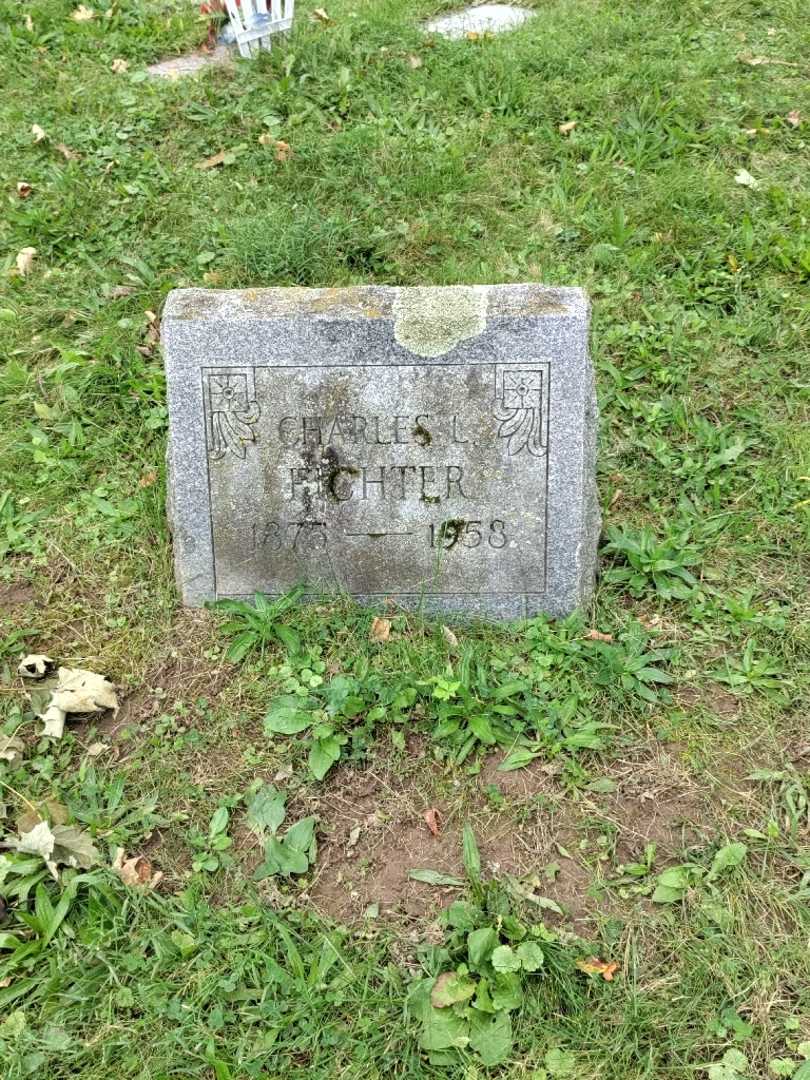 CHARLES L.
FICHTER
1875 — 1958